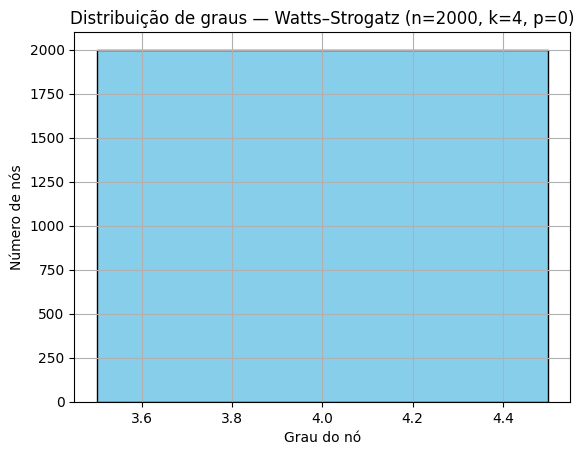 Distribuição de graus — Watts–Strogatz (n=2000, k=4, p=0)
2000
1750
1500
1250
1000
750
500
250
0
Número de nós
3.6 3.8 4.0 4.2 4.4
Grau do nó